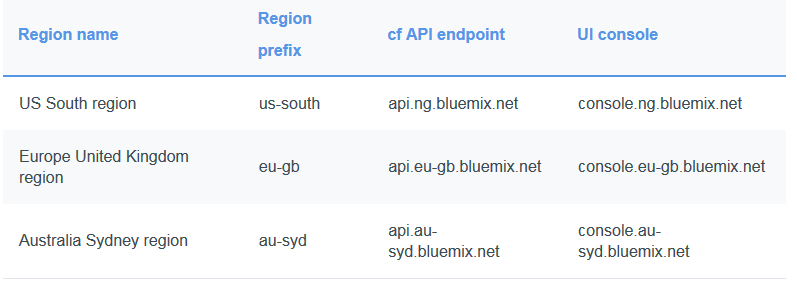 Region name Region prefix cf API endpoint UI console
US South region us-south api.ng.bluemix.net console.ng.bluemix.net
Europe United Kingdom region eu-gb api.eu-gb.bluemix.net console.eu-gb.bluemix.net
Australia Sydney region au-syd api.au-syd.bluemix.net console.au-syd.bluemix.net